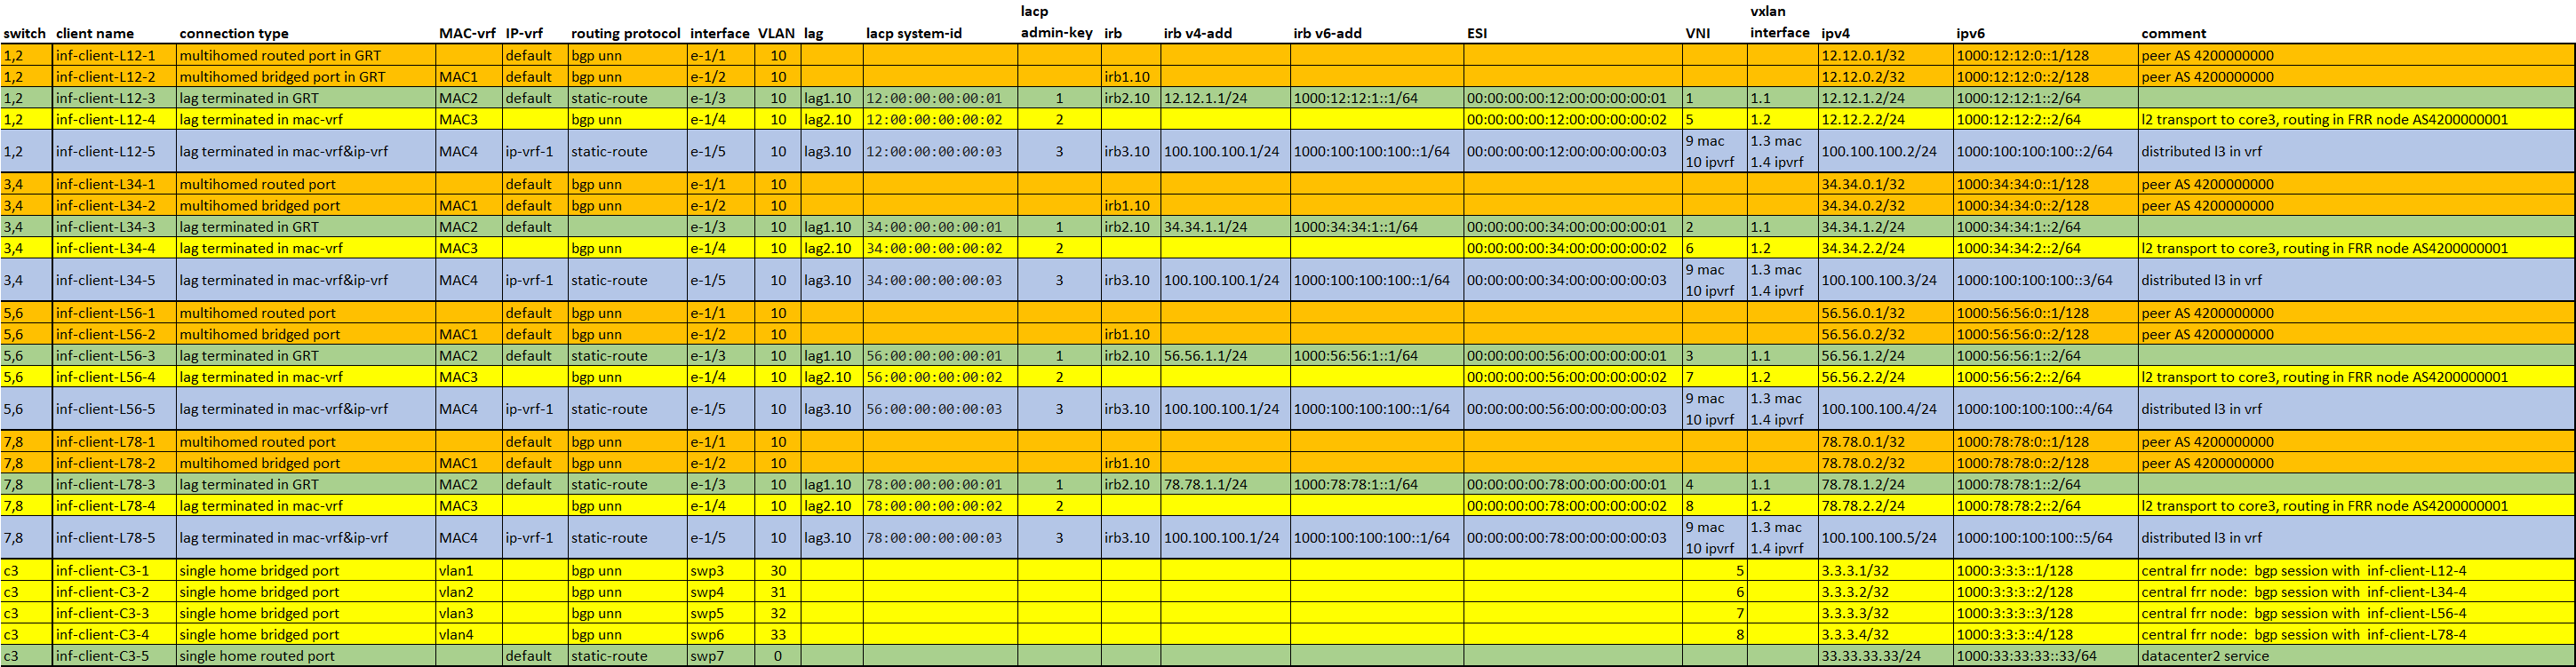 lacp vxlan
switch client name connection type MAC-vrf IP-vrf routing protocol interface VLAN lag lacp system-id admin-key irb irb v4-add irb v6-add ESI VNI interface ipv4 ipv6 comment
1,2 inf-client-L12-1 multihomed routed port in GRT default bgp unn e-1/1 10 12.12.0.1/32 1000:12:12:0::1/128 peer AS 4200000000
1,2 inf-client-L12-2 multihomed bridged port in GRT MAC1 default bgp unn e-1/2 10 irb1.10 12.12.0.2/32 1000:12:12:0::2/128 peer AS 4200000000
1,2 inf-client-L12-3 lag terminated in GRT MAC2 default static-route e-1/3 10 lag1.10 12:00:00:00:00:01 1 irb2.10 12.12.1.1/24 1000:12:12:1::1/64 00:00:00:00:12:00:00:00:00:01 1 1.1 12.12.1.2/24 1000:12:12:1::2/64
1,2 inf-client-L12-4 lag terminated in mac-vrf MAC3 bgp unn e-1/4 10 lag2.10 12:00:00:00:00:02 2 00:00:00:00:12:00:00:00:00:02 5 1.2 12.12.2.2/24 1000:12:12:2::2/64 l2 transport to core3, routing in FRR node AS4200000001
9 mac 1.3 mac
1,2 inf-client-L12-5 lag terminated in mac-vrf&ip-vrf MAC4 ip-vrf-1 static-route e-1/5 10 lag3.10 12:00:00:00:00:03 3 irb3.10 100.100.100.1/24 1000:100:100:100::1/64 00:00:00:00:12:00:00:00:00:03 100.100.100.2/24 1000:100:100:100::2/64 distributed l3 in vrf
10 ipvrf 1.4 ipvrf
3,4 inf-client-L34-1 multihomed routed port default bgp unn e-1/1 10 34.34.0.1/32 1000:34:34:0::1/128 peer AS 4200000000
3,4 inf-client-L34-2 multihomed bridged port MAC1 default bgp unn e-1/2 10 irb1.10 34.34.0.2/32 1000:34:34:0::2/128 peer AS 4200000000
3,4 inf-client-L34-3 lag terminated in GRT MAC2 default e-1/3 10 lag1.10 34:00:00:00:00:01 1 irb2.10 34.34.1.1/24 1000:34:34:1::1/64 00:00:00:00:34:00:00:00:00:01 2 1.1 34.34.1.2/24 1000:34:34:1::2/64
3,4 inf-client-L34-4 lag terminated in mac-vrf MAC3 bgp unn e-1/4 10 lag2.10 34:00:00:00:00:02 2 00:00:00:00:34:00:00:00:00:02 6 1.2 34.34.2.2/24 1000:34:34:2::2/64 l2 transport to core3, routing in FRR node AS4200000001
9 mac 1.3 mac
3,4 inf-client-L34-5 lag terminated in mac-vrf&ip-vrf MAC4 ip-vrf-1 static-route e-1/5 10 lag3.10 34:00:00:00:00:03 3 irb3.10 100.100.100.1/24 1000:100:100:100::1/64 00:00:00:00:34:00:00:00:00:03 100.100.100.3/24 1000:100:100:100::3/64 distributed l3 in vrf
10 ipvrf 1.4 ipvrf
5,6 inf-client-L56-1 multihomed routed port default bgp unn e-1/1 10 56.56.0.1/32 1000:56:56:0::1/128 peer AS 4200000000
5,6 inf-client-L56-2 multihomed bridged port MAC1 default bgp unn e-1/2 10 irb1.10 56.56.0.2/32 1000:56:56:0::2/128 peer AS 4200000000
5,6 inf-client-L56-3 lag terminated in GRT MAC2 default static-route e-1/3 10 lag1.10 56:00:00:00:00:01 1 irb2.10 56.56.1.1/24 1000:56:56:1::1/64 00:00:00:00:56:00:00:00:00:01 3 1.1 56.56.1.2/24 1000:56:56:1::2/64
5,6 inf-client-L56-4 lag terminated in mac-vrf MAC3 bgp unn e-1/4 10 lag2.10 56:00:00:00:00:02 2 00:00:00:00:56:00:00:00:00:02 7 1.2 56.56.2.2/24 1000:56:56:2::2/64 l2 transport to core3, routing in FRR node AS4200000001
9 mac 1.3 mac
5,6 inf-client-L56-5 lag terminated in mac-vrf&ip-vrf MAC4 ip-vrf-1 static-route e-1/5 10 lag3.10 56:00:00:00:00:03 3 irb3.10 100.100.100.1/24 1000:100:100:100::1/64 00:00:00:00:56:00:00:00:00:03 100.100.100.4/24 1000:100:100:100::4/64 distributed l3 in vrf
10 ipvrf 1.4 ipvrf
7,8 inf-client-L78-1 multihomed routed port default bgp unn e-1/1 10 78.78.0.1/32 1000:78:78:0::1/128 peer AS 4200000000
7,8 inf-client-L78-2 multihomed bridged port MAC1 default bgp unn e-1/2 10 irb1.10 78.78.0.2/32 1000:78:78:0::2/128 peer AS 4200000000
7,8 inf-client-L78-3 lag terminated in GRT MAC2 default static-route e-1/3 10 lag1.10 78:00:00:00:00:01 1 irb2.10 78.78.1.1/24 1000:78:78:1::1/64 00:00:00:00:78:00:00:00:00:01 4 1.1 78.78.1.2/24 1000:78:78:1::2/64
7,8 inf-client-L78-4 lag terminated in mac-vrf MAC3 bgp unn e-1/4 10 lag2.10 78:00:00:00:00:02 2 00:00:00:00:78:00:00:00:00:02 8 1.2 78.78.2.2/24 1000:78:78:2::2/64 l2 transport to core3, routing in FRR node AS4200000001
9 mac 1.3 mac
7,8 inf-client-L78-5 lag terminated in mac-vrf&ip-vrf MAC4 ip-vrf-1 static-route e-1/5 10 lag3.10 78:00:00:00:00:03 3 irb3.10 100.100.100.1/24 1000:100:100:100::1/64 00:00:00:00:78:00:00:00:00:03 100.100.100.5/24 1000:100:100:100::5/64 distributed l3 in vrf
10 ipvrf 1.4 ipvrf
c3 inf-client-C3-1 single home bridged port vlan1 bgp unn swp3 30 5 3.3.3.1/32 1000:3:3:3::1/128 central frr node: bgp session with inf-client-L12-4
c3 inf-client-C3-2 single home bridged port vlan2 bgp unn swp4 31 6 3.3.3.2/32 1000:3:3:3::2/128 central frr node: bgp session with inf-client-L34-4
c3 inf-client-C3-3 single home bridged port vlan3 bgp unn swp5 32 7 3.3.3.3/32 1000:3:3:3::3/128 central frr node: bgp session with inf-client-L56-4
c3 inf-client-C3-4 single home bridged port vlan4 bgp unn swp6 33 8 3.3.3.4/32 1000:3:3:3::4/128 central frr node: bgp session with inf-client-L78-4
c3 inf-client-C3-5 single home routed port default static-route swp7 0 33.33.33.33/24 1000:33:33:33::33/64 datacenter2 service